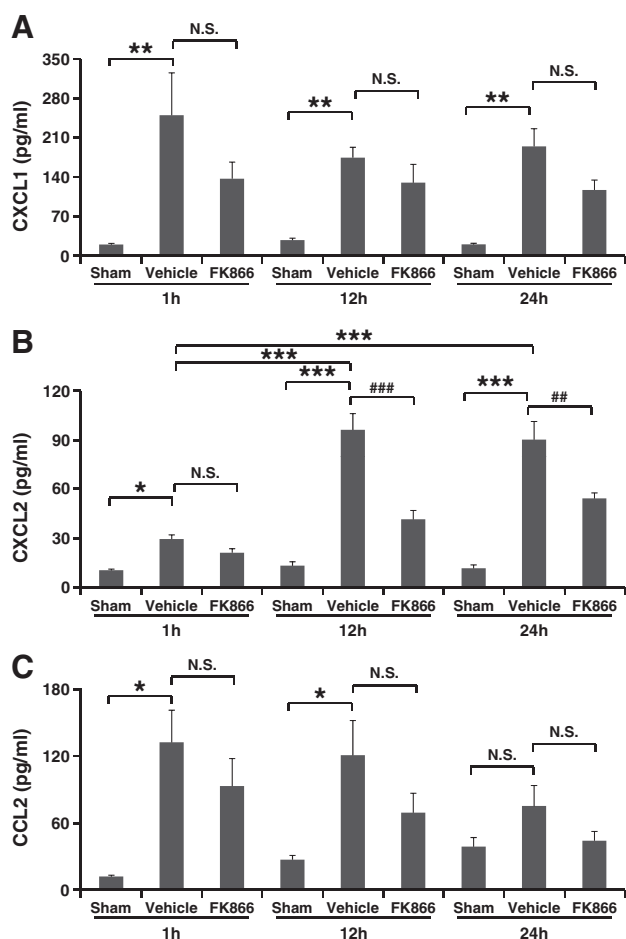 A
N.S.
**
N.S.
**
N.S.
**
CXCL1 (pg/ml)
350
280
210
140
70
0
Sham Vehicle FK866 Sham Vehicle FK866 Sham Vehicle FK866
1h 12h 24h
B
***
***
***
###
***
##
*
N.S.
CXCL2 (pg/ml)
120
90
60
30
0
Sham Vehicle FK866 Sham Vehicle FK866 Sham Vehicle FK866
1h 12h 24h
C
N.S.
*
N.S.
*
N.S.
N.S.
CCL2 (pg/ml)
180
120
60
0
Sham Vehicle FK866 Sham Vehicle FK866 Sham Vehicle FK866
1h 12h 24h